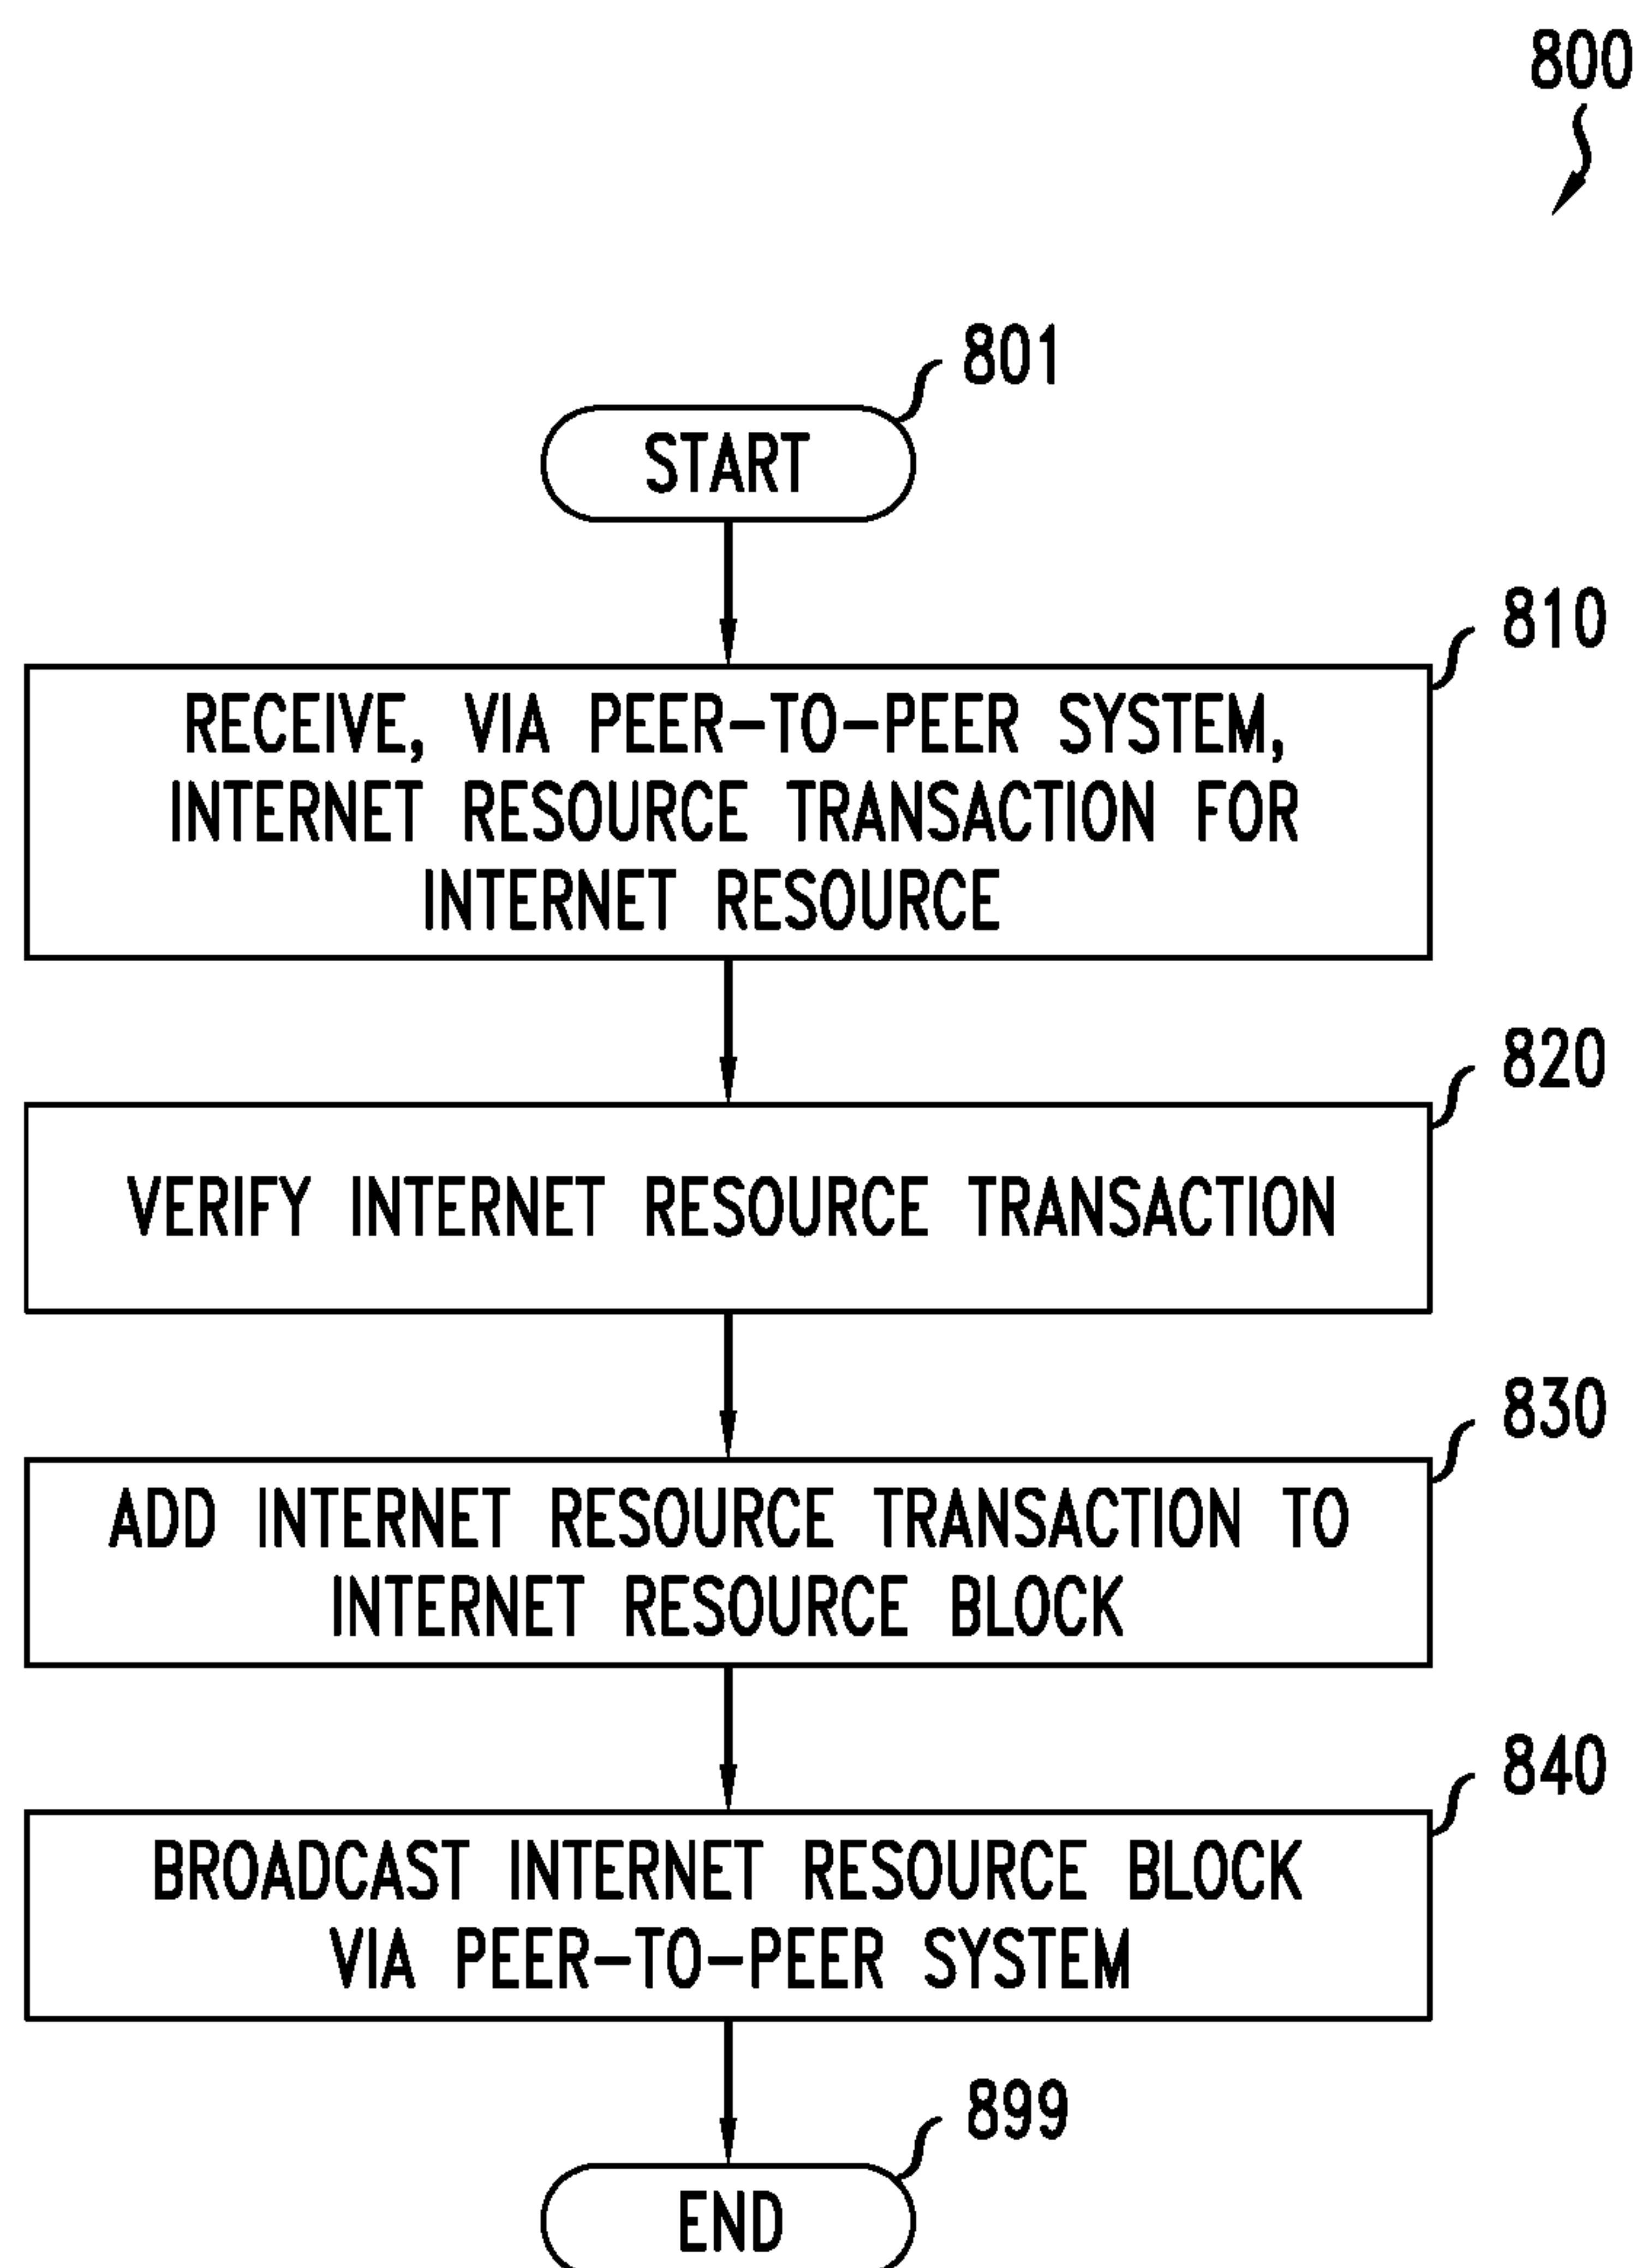 800
801
START
810
RECEIVE, VIA PEER-TO-PEER SYSTEM,
INTERNET RESOURCE TRANSACTION FOR
INTERNET RESOURCE
820
VERIFY INTERNET RESOURCE TRANSACTION
830
ADD INTERNET RESOURCE TRANSACTION TO
INTERNET RESOURCE BLOCK
840
BROADCAST INTERNET RESOURCE BLOCK
VIA PEER-TO-PEER SYSTEM
899
END